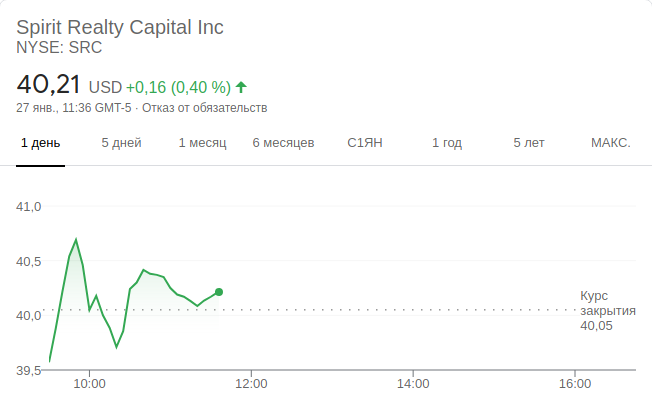 Spirit Realty Capital Inc
NYSE: SRC
40,21 USD +0,16 (0,40 %)
27 янв., 11:36 GMT-5 · Отказ от обязательств
1 день 5 дней 1 месяц 6 месяцев С1ЯН 1 год 5 лет МАКС.
41,0
40,5
40,0
39,5
Курс
закрытия
40,05
10:00 12:00 14:00 16:00